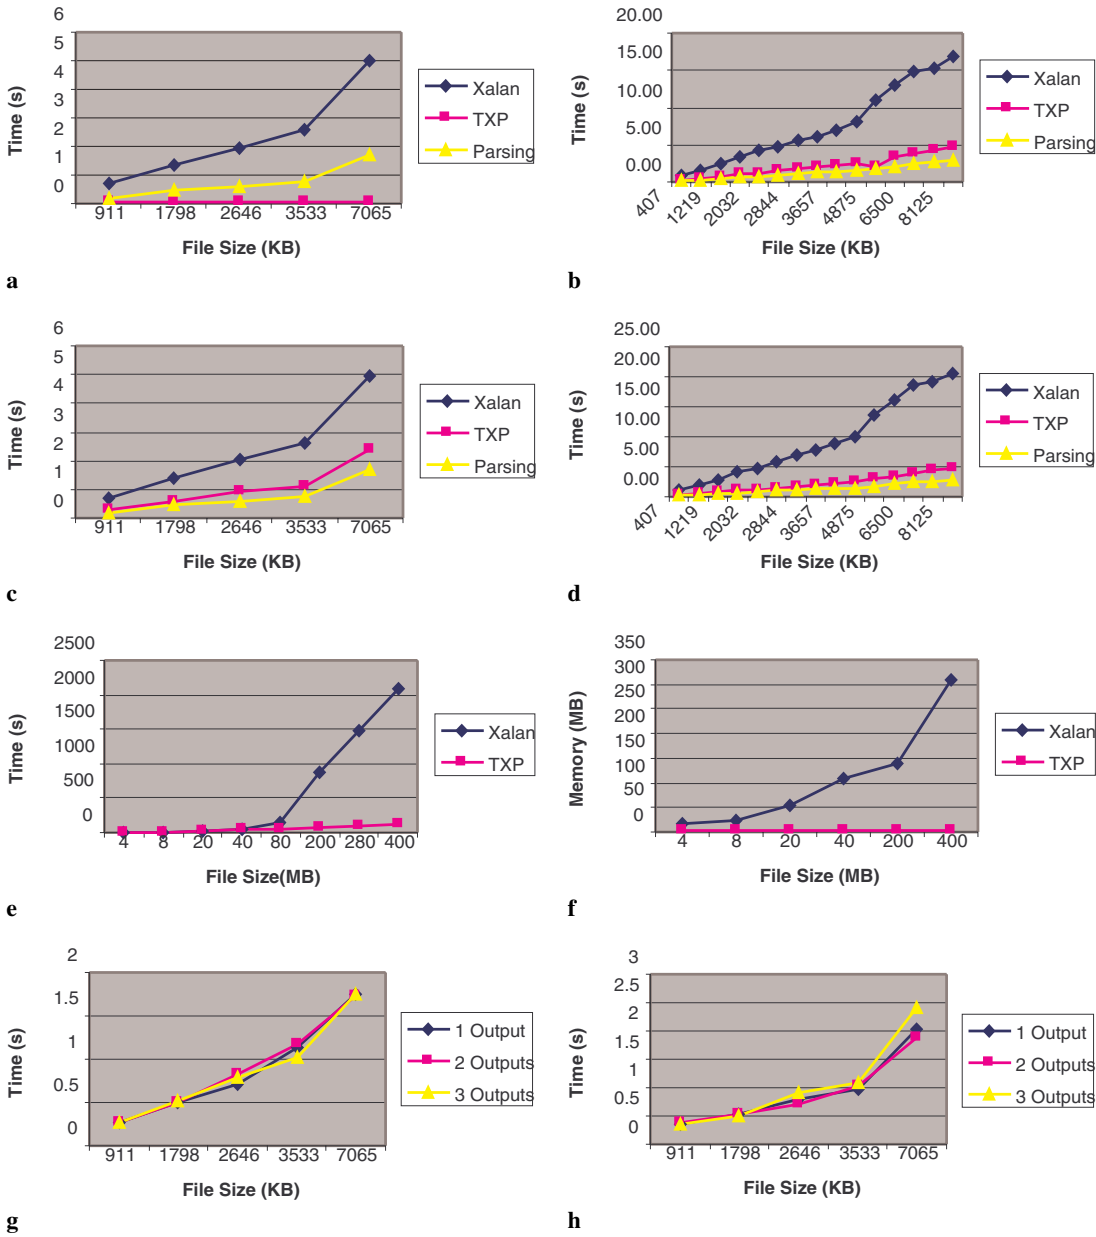 6
5
4
3
2
1
0
Time (s)
911 1798 2646 3533 7065
File Size (KB)
Xalan
TXP
Parsing
a
20.00
15.00
10.00
5.00
0.00
Time (s)
407 1219 2032 2844 3657 4875 6500 8125
File Size (KB)
Xalan
TXP
Parsing
b
6
5
4
3
2
1
0
Time (s)
911 1798 2646 3533 7065
File Size (KB)
Xalan
TXP
Parsing
c
25.00
20.00
15.00
10.00
5.00
0.00
Time (s)
407 1219 2032 2844 3657 4875 6500 8125
File Size (KB)
Xalan
TXP
Parsing
d
2500
2000
1500
1000
500
0
Time (s)
4 8 20 40 80 200 280 400
File Size(MB)
Xalan
TXP
e
350
300
250
200
150
100
50
0
Memory (MB)
4 8 20 40 200 400
File Size (MB)
Xalan
TXP
f
2
1.5
1
0.5
0
Time (s)
911 1798 2646 3533 7065
File Size (KB)
1 Output
2 Outputs
3 Outputs
g
3
2.5
2
1.5
1
0.5
0
Time (s)
911 1798 2646 3533 7065
File Size (KB)
1 Output
2 Outputs
3 Outputs
h